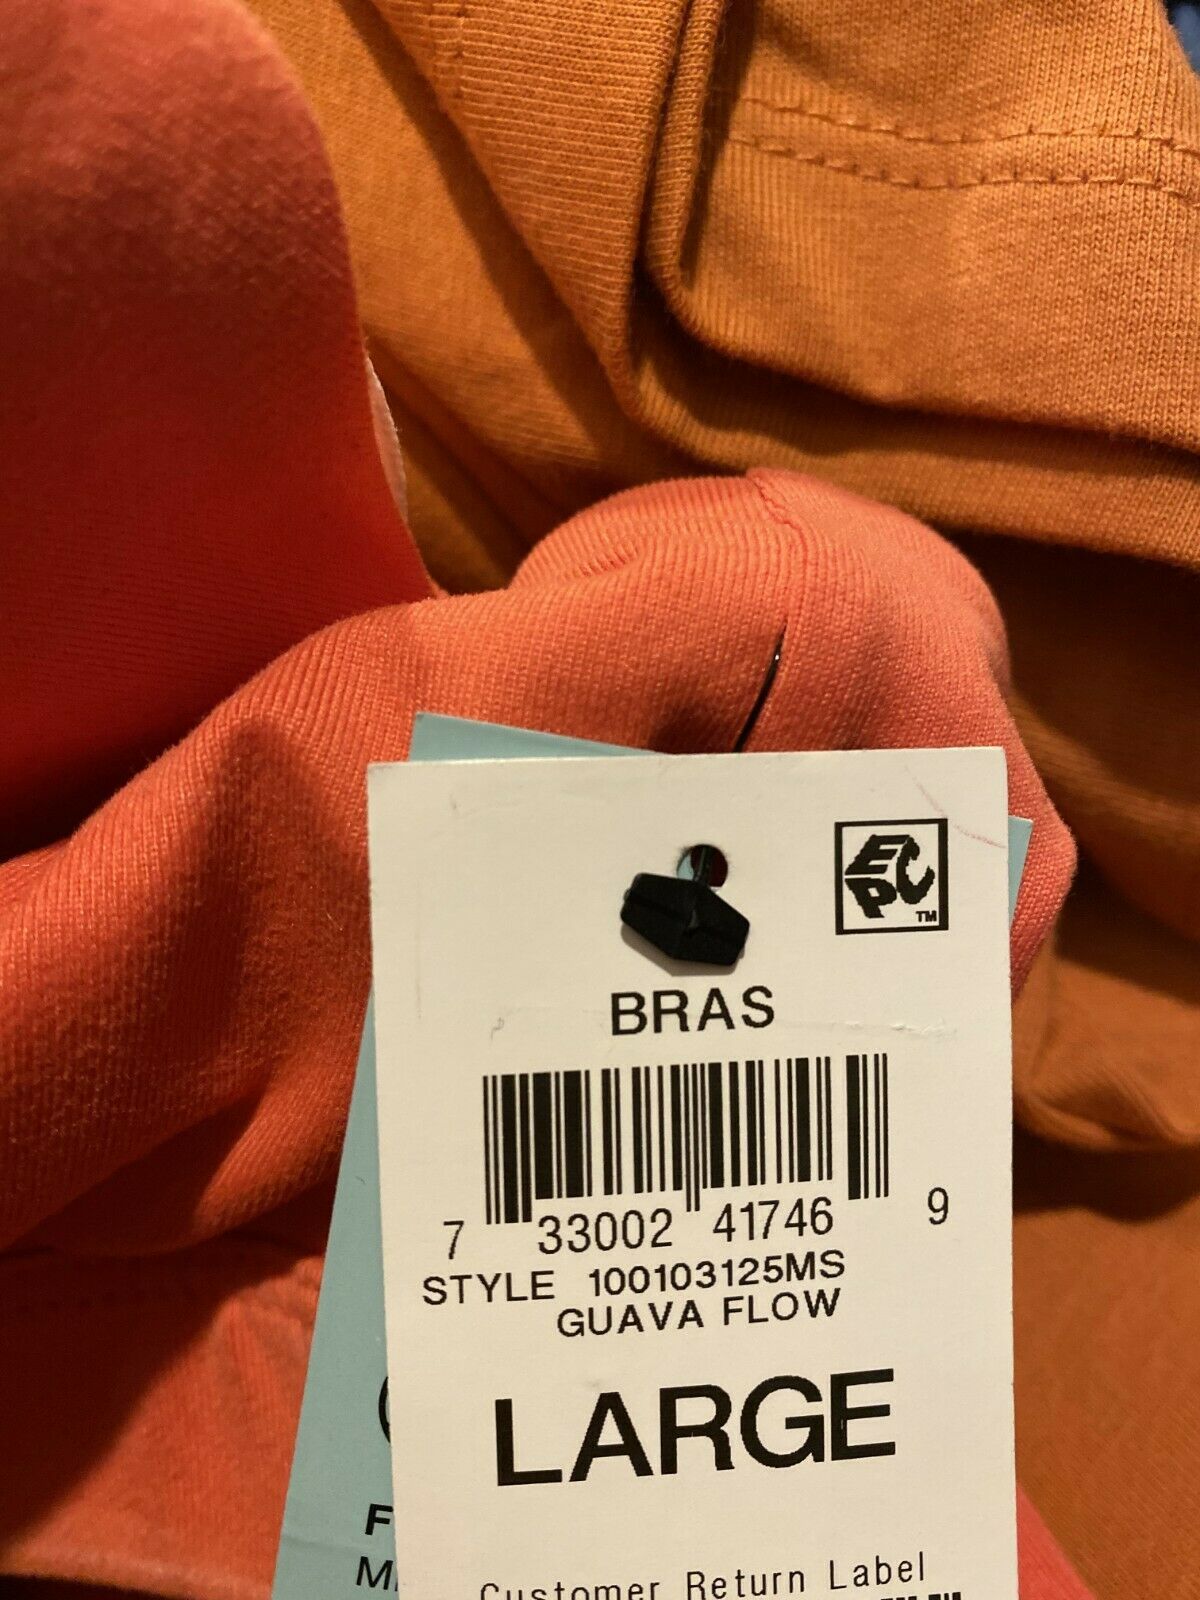 EPC TM
BRAS
7 33002 41746 9
STYLE 100103125MS
GUAVA FLOW
LARGE
Customer Return Label
F
M